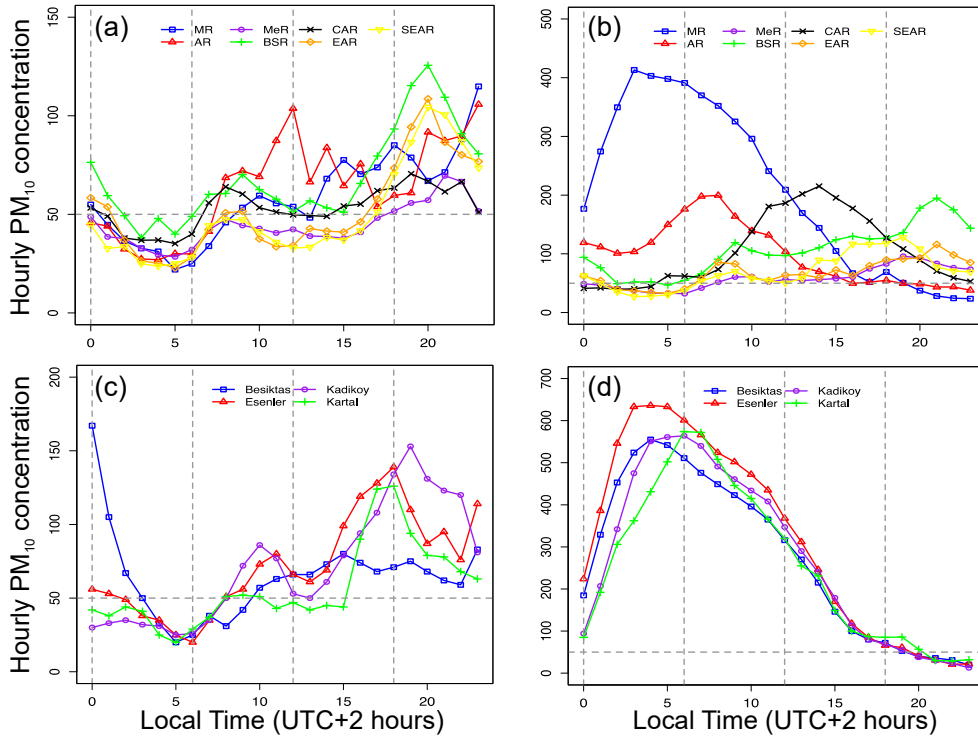 (a)
MR MeR CAR SEAR
AR BSR EAR
Hourly PM10 concentration
150
100
50
0
0 5 10 15 20
(b)
MR MeR CAR SEAR
AR BSR EAR
500
400
300
200
100
0
0 5 10 15 20
(c)
Besiktas Kadikoy
Esenler Kartal
Hourly PM10 concentration
200
150
100
50
0
0 5 10 15 20
Local Time (UTC+2 hours)
(d)
Besiktas Kadikoy
Esenler Kartal
700
600
500
400
300
200
100
0
0 5 10 15 20
Local Time (UTC+2 hours)